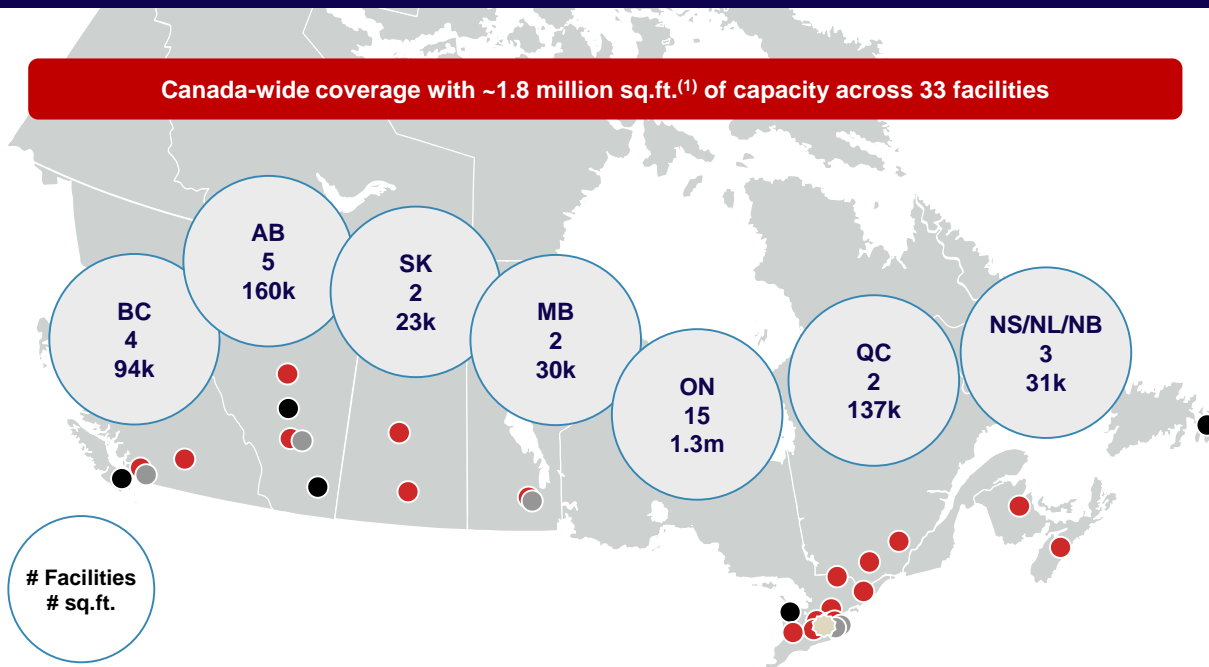 Canada-wide coverage with ~1.8 million sq.ft.(1) of capacity across 33 facilities
BC
4
94k
AB
5
160k
SK
2
23k
MB
2
30k
ON
15
1.3m
QC
2
137k
NS/NL/NB
3
31k
# Facilities
# sq.ft.